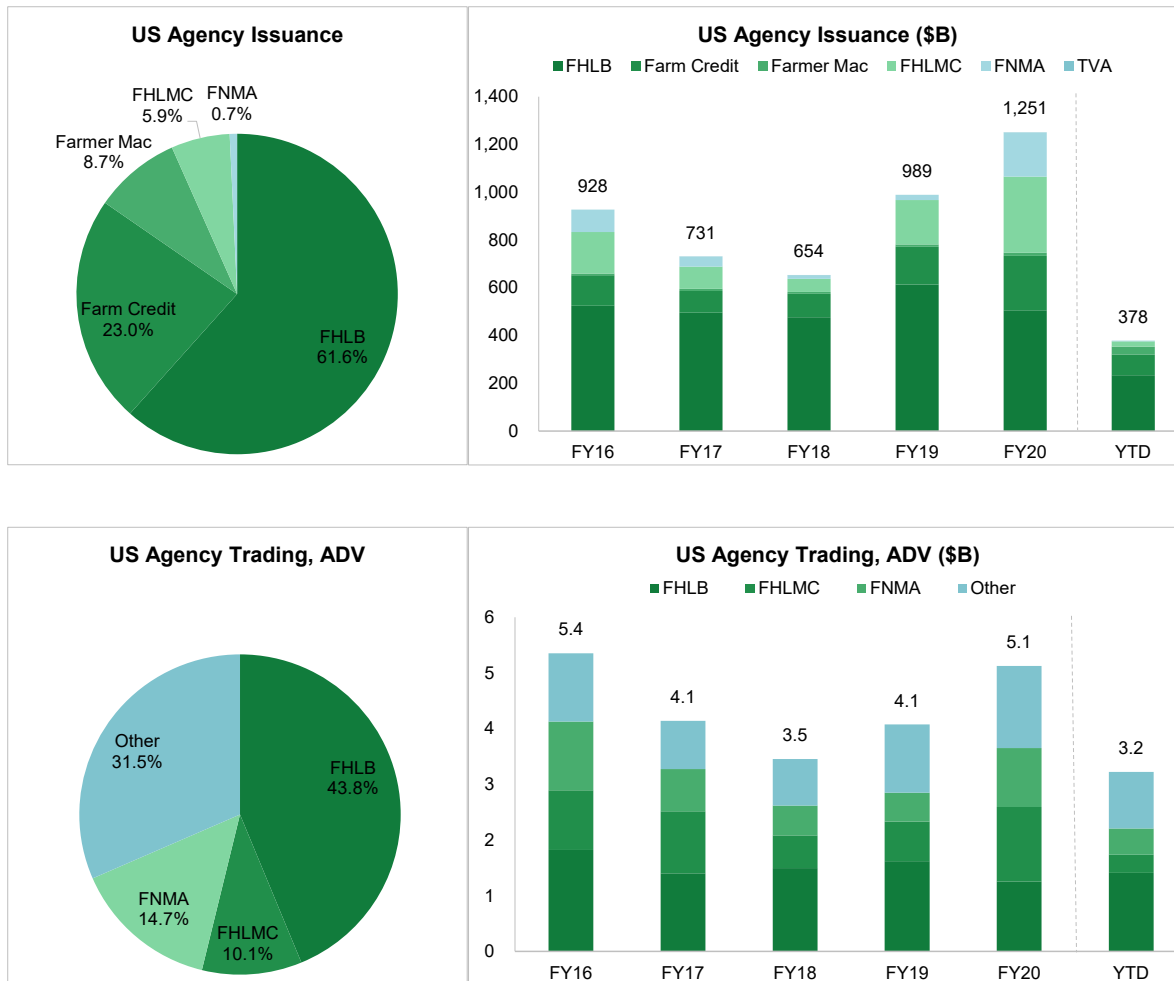 US Agency Issuance
FHLMC
5.9%
FNMA
0.7%
Farmer Mac
8.7%
Farm Credit
23.0%
FHLB
61.6%
US Agency Issuance ($B)
FHLB Farm Credit Farmer Mac FHLMC FNMA TVA
1,400
1,200
1,000
800
600
400
200
0
928
731
654
989
1,251
378
FY16 FY17 FY18 FY19 FY20 YTD
US Agency Trading, ADV
Other
31.5%
FHLB
43.8%
FNMA
14.7%
FHLMC
10.1%
US Agency Trading, ADV ($B)
FHLB FHLMC FNMA Other
6
5
4
3
2
1
0
5.4
4.1
3.5
4.1
5.1
3.2
FY16 FY17 FY18 FY19 FY20 YTD